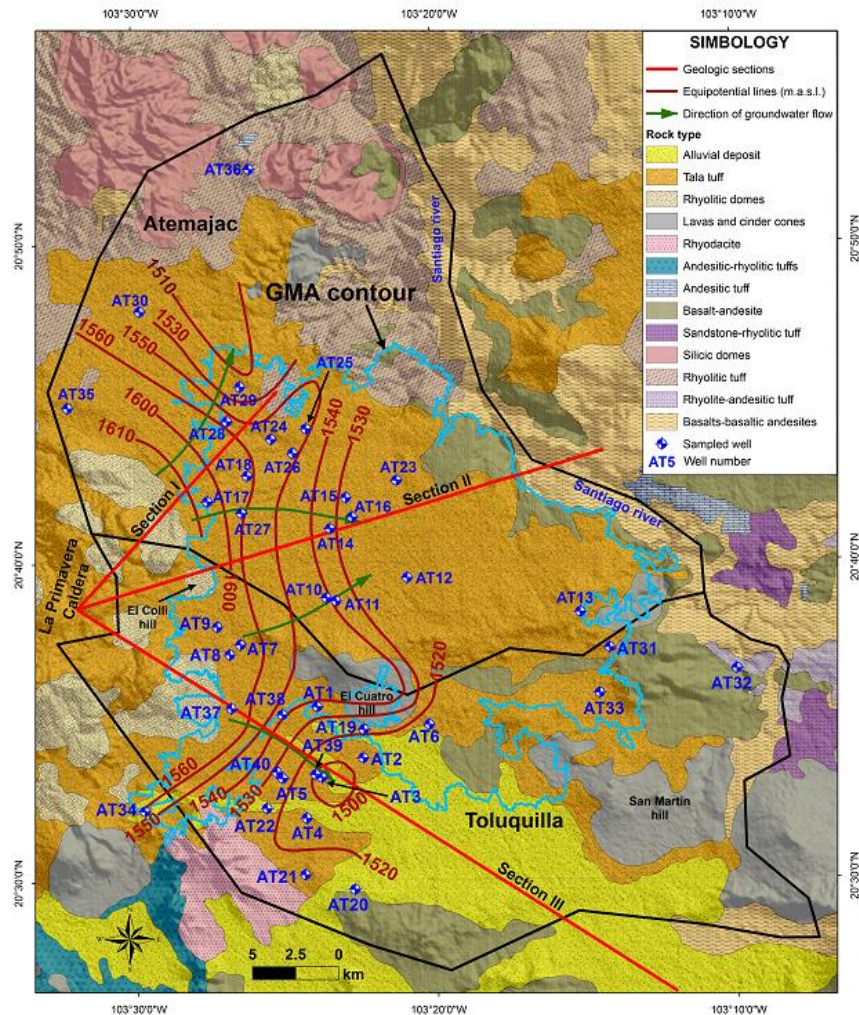 103°30'0"W
103°20'0"W
103°10'0"W
SIMBOLOGY
Geologic sections
Equipotential lines (m.a.s.l.)
Direction of groundwater flow
Rock type
Alluvial deposit
Tala tuff
Rhyolitic domes
Lavas and cinder cones
Rhyodacite
Andesitic-rhyolitic tuffs
Andesitic tuff
Basalt-andesite
Sandstone-rhyolitic tuff
Silicic domes
Rhyolitic tuff
Rhyolite-andesitic tuff
Basalts-basaltic andesites
Sampled well
AT5 Well number
AT36
Atemajac
Santiago river
20°50'0"N
20°50'0"N
1510
GMA contour
AT30
1530
1560
1550
AT25
AT35
AT29
1540
1600
1530
AT28
AT24
1610
AT26
AT18
AT23
Section II
AT17
AT15
Section I
AT16
Santiago river
AT27
AT14
20°40'0"N
20°40'0"N
La Primavera
Caldera
1600
AT10
AT12
El Colli
hill
AT11
AT13
AT9
AT7
AT8
AT31
1520
AT32
AT38
AT1
El Cuatro
hill
AT33
AT37
AT19
AT6
AT39
AT2
1560
AT40
1540
1530
AT5
AT3
1500
AT34
1550
AT22
AT4
Toluquilla
San Martin
hill
1520
Section III
AT21
AT20
20°30'0"N
20°30'0"N
N
W
E
S
5 2.5 0
km
103°30'0"W
103°20'0"W
103°10'0"W